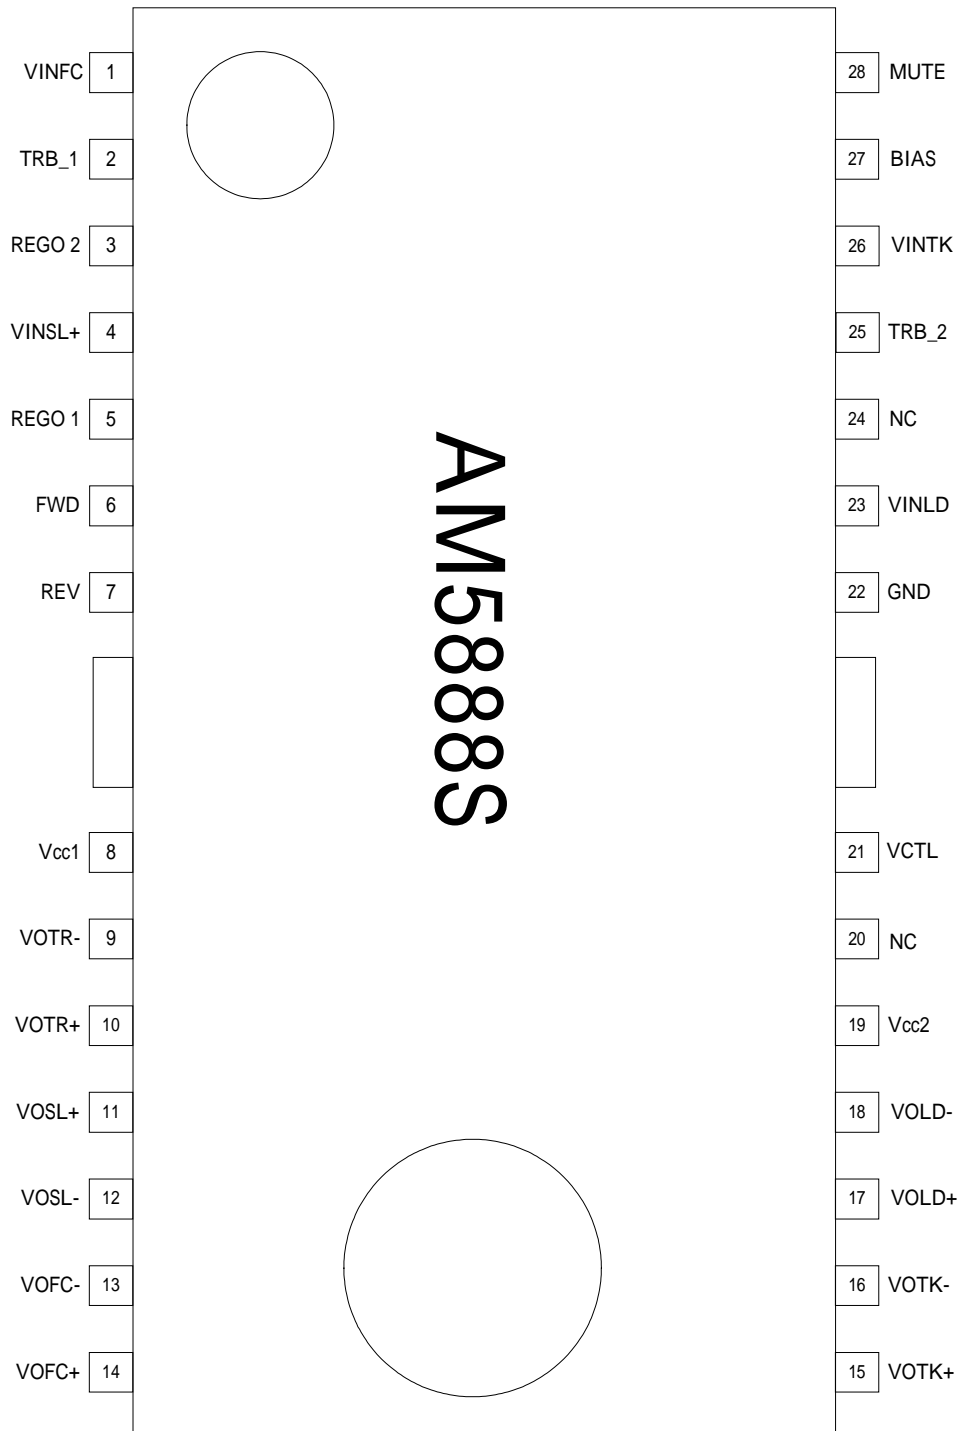 VINFC 1
TRB_1 2
REGO 2 3
VINSL+ 4
REGO 1 5
FWD 6
REV 7
Vcc1 8
VOTR- 9
VOTR+ 10
VOSL+ 11
VOSL- 12
VOFC- 13
VOFC+ 14
AM5888S
28 MUTE
27 BIAS
26 VINTK
25 TRB_2
24 NC
23 VINLD
22 GND
21 VCTL
20 NC
19 Vcc2
18 VOLD-
17 VOLD+
16 VOTK-
15 VOTK+